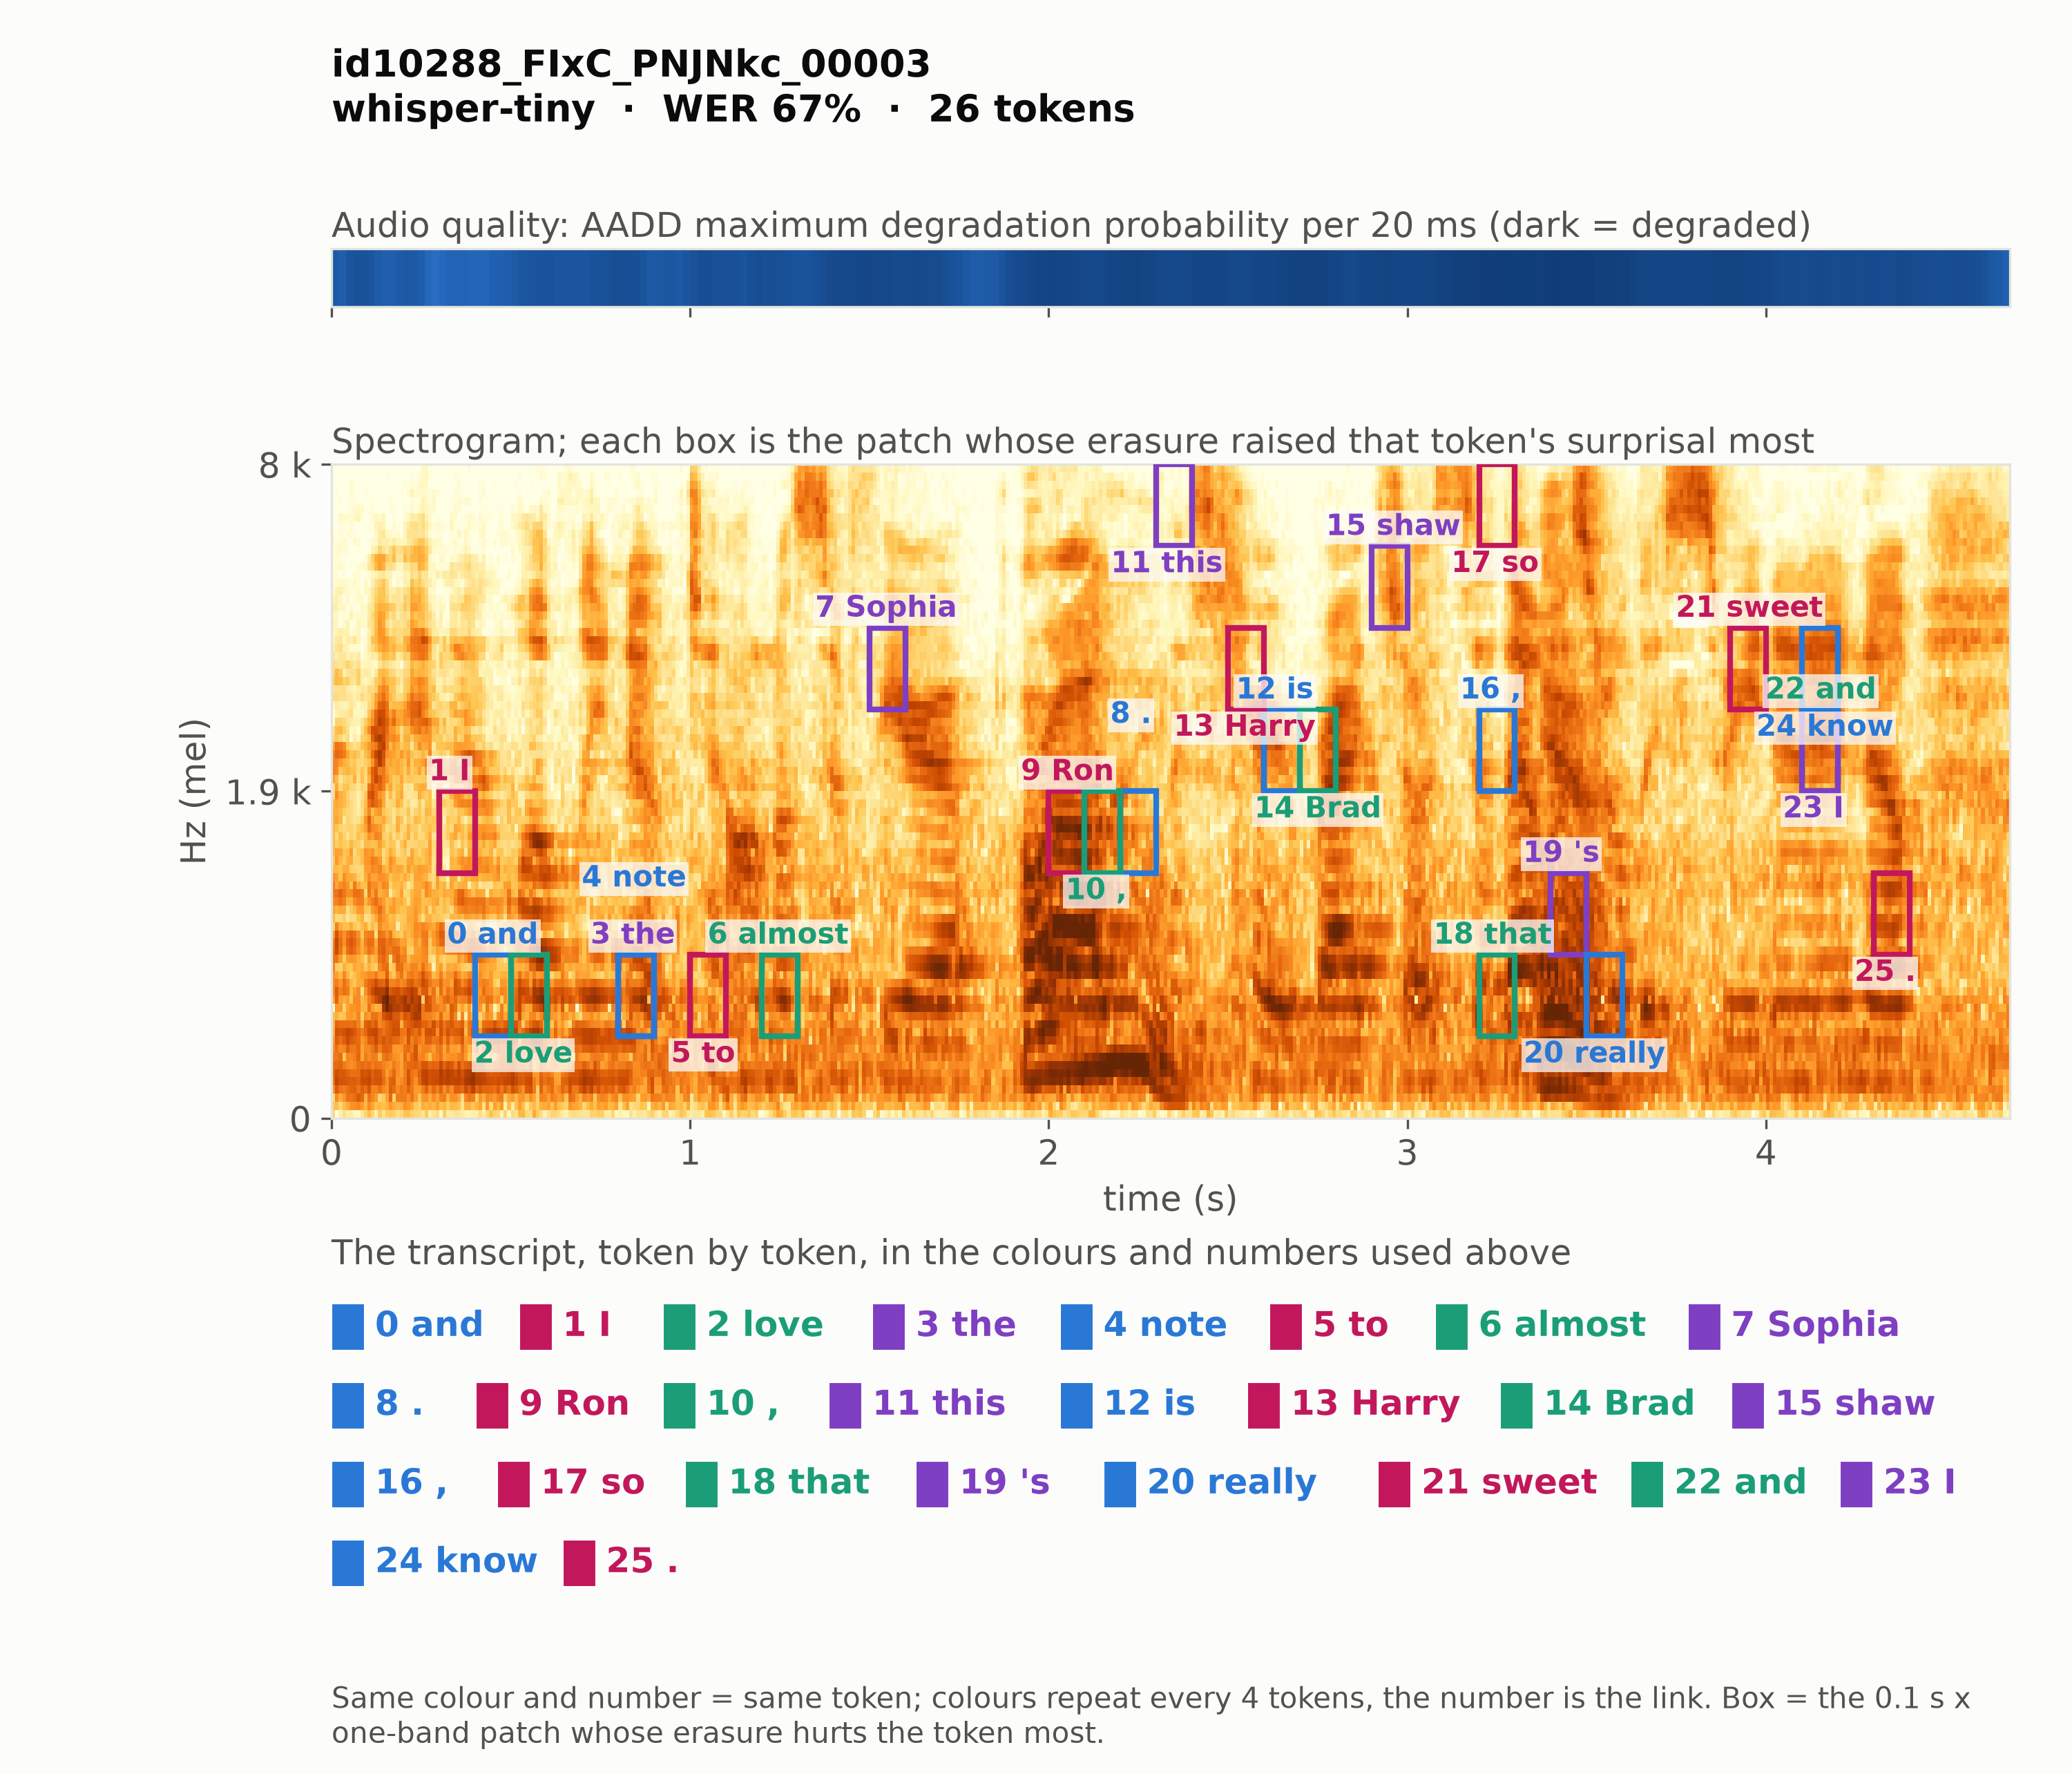 id10288_FIxC_PNJNkc_00003
whisper-tiny · WER 67% · 26 tokens
Audio quality: AADD maximum degradation probability per 20 ms (dark = degraded)
Spectrogram; each box is the patch whose erasure raised that token's surprisal most
8 k
15 shaw
11 this
17 so
7 Sophia
21 sweet
12 is
16 ,
22 and
8 .
13 Harry
24 know
1 I
9 Ron
Hz (mel)
1.9 k
14 Brad
23 I
19 's
4 note
10 ,
0 and
3 the
6 almost
18 that
25 .
2 love
5 to
20 really
0
0 1 2 3 4
time (s)
The transcript, token by token, in the colours and numbers used above
0 and 1 I 2 love 3 the 4 note 5 to 6 almost 7 Sophia
8 . 9 Ron 10 , 11 this 12 is 13 Harry 14 Brad 15 shaw
16 , 17 so 18 that 19 's 20 really 21 sweet 22 and 23 I
24 know 25 .
Same colour and number = same token; colours repeat every 4 tokens, the number is the link. Box = the 0.1 s x
one-band patch whose erasure hurts the token most.